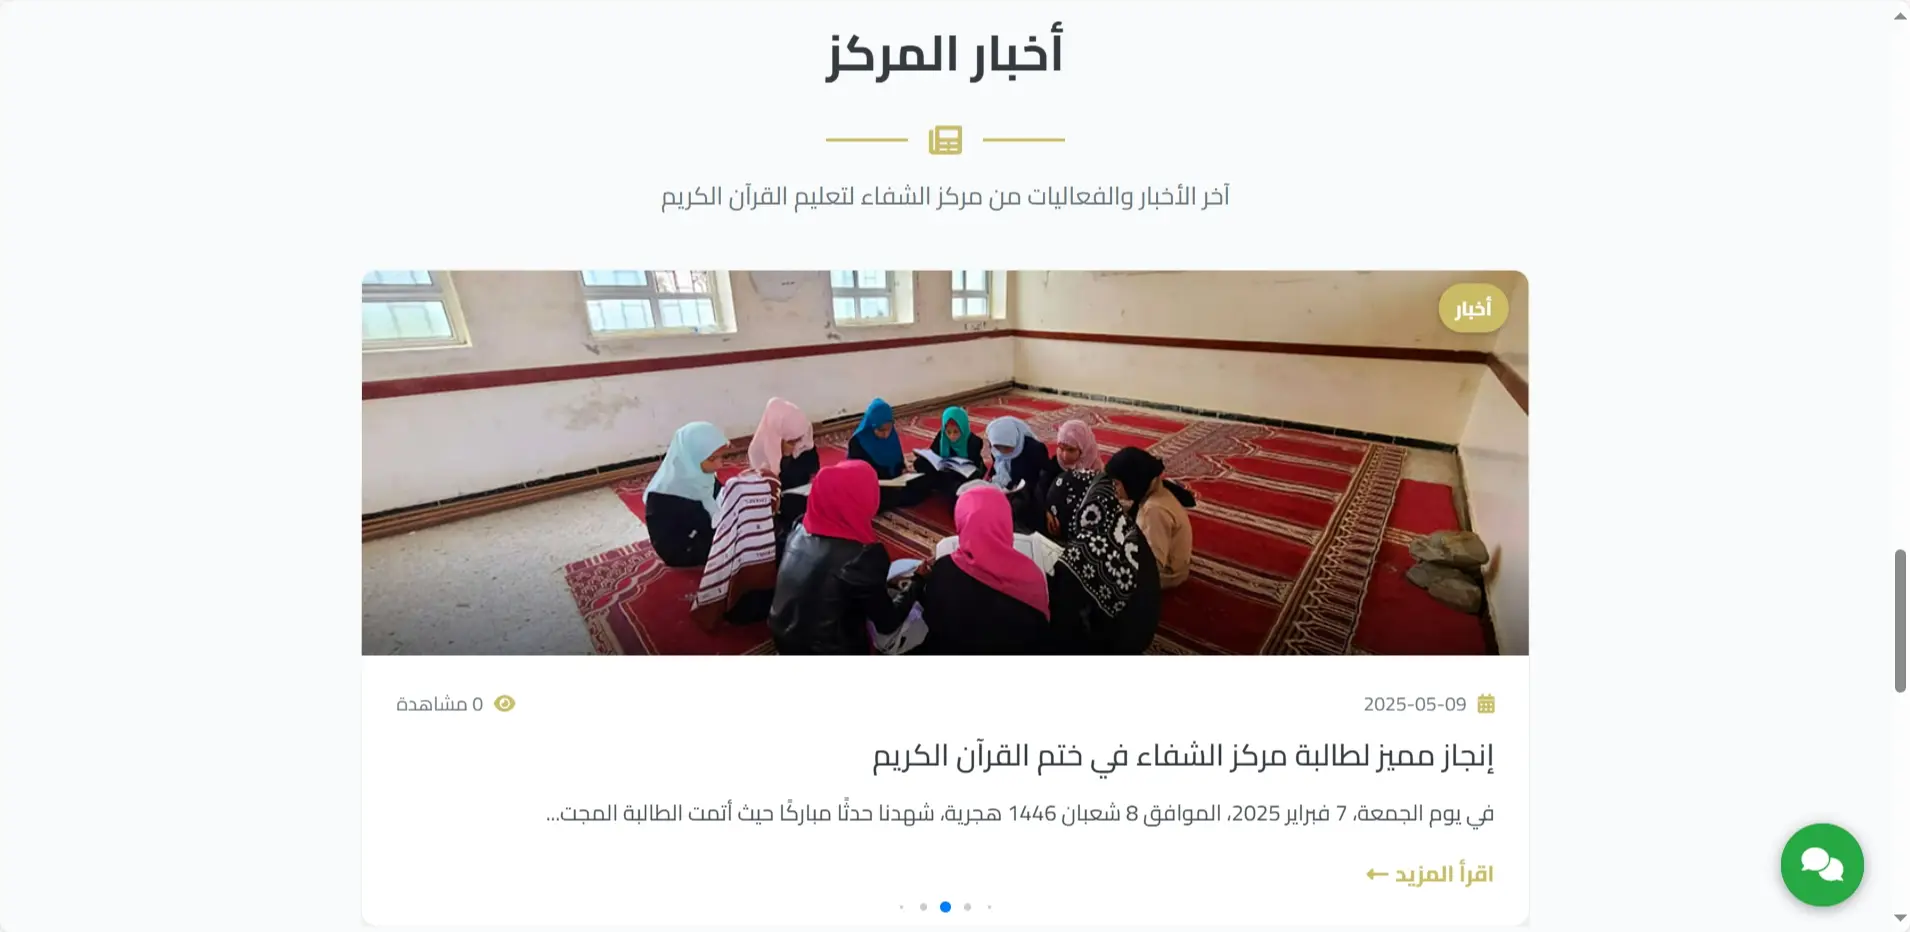 أخبار المركز
آخر الأخبار والفعاليات من مركز الشفاء لتعليم القرآن الكريم
أخبار
2025-05-09
0 مشاهدة
إنجاز مميز لطالبة مركز الشفاء في ختم القرآن الكريم
في يوم الجمعة، 7 فبراير 2025، الموافق 8 شعبان 1446 هجرية، شهدنا حدثًا مباركًا حيث أتمت الطالبة المجت...
اقرأ المزيد ←